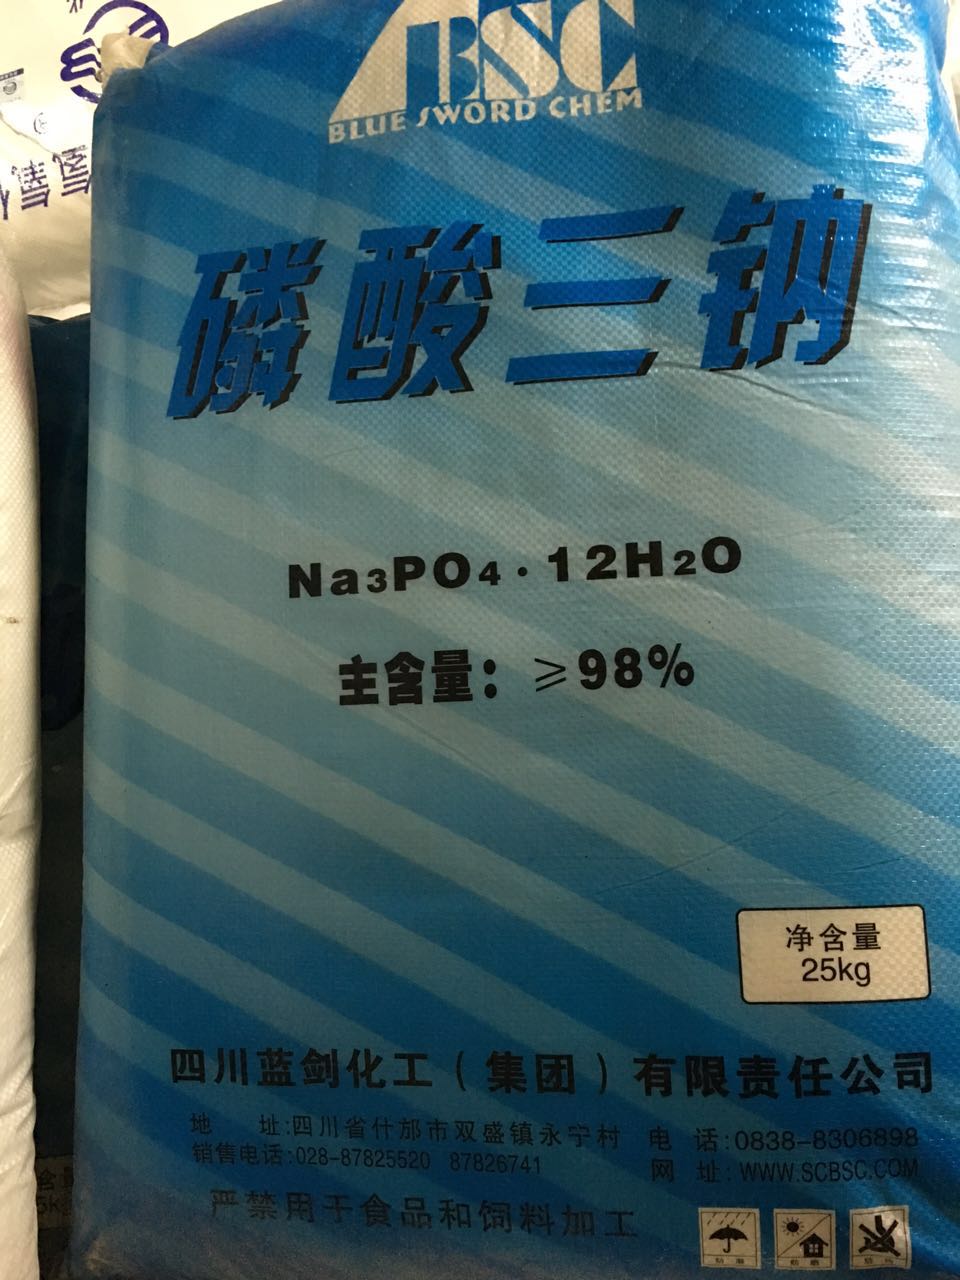 BSC
BLUE SWORD CHEM
磷酸三钠
Na3PO4·12H2O
主含量：≥98%
净含量
25kg
四川蓝剑化工（集团）有限责任公司
地 址:四川省什邡市双盛镇永宁村 电 话:0838-8306898
销售电话:028-87825520 87826741 网 址: WWW.SCBSC.COM
严禁用于食品和饲料加工